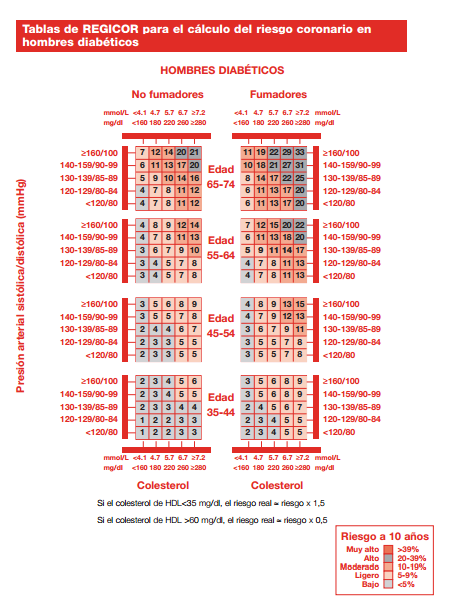 Tablas de REGICOR para el cálculo del riesgo coronario en
hombres diabéticos
HOMBRES DIABÉTICOS
No fumadores Fumadores
mmol/L <4.1 4.7 5.7 6.7 ≥7.2 <4.1 4.7 5.7 6.7 ≥7.2 mmol/L
mg/dl <160 180 220 260 ≥280 <160 180 220 260 ≥280 mg/dl
Presión arterial sistólica/distólica (mmHg)
≥160/100 7 12 14 20 21 11 19 22 29 33 ≥160/100
140-159/90-99 6 11 13 17 20 10 18 21 27 31 140-159/90-99
Edad
130-139/85-89 5 9 10 14 16 8 14 17 22 25 130-139/85-89
65-74
120-129/80-84 4 7 8 11 12 6 11 13 17 20 120-129/80-84
<120/80 4 7 8 11 12 6 11 13 17 20 <120/80
≥160/100 4 8 9 12 14 7 12 15 20 22 ≥160/100
140-159/90-99 4 7 8 11 13 6 11 13 18 20 140-159/90-99
Edad
130-139/85-89 3 6 7 9 10 5 9 11 14 17 130-139/85-89
55-64
120-129/80-84 3 4 5 7 8 4 7 8 11 13 120-129/80-84
<120/80 3 4 5 7 8 4 7 8 11 13 <120/80
≥160/100 3 5 6 8 9 4 8 9 13 15 ≥160/100
140-159/90-99 3 5 5 7 8 4 7 9 12 13 140-159/90-99
Edad
130-139/85-89 2 4 4 6 7 3 6 7 9 11 130-139/85-89
45-54
120-129/80-84 2 3 3 5 5 3 5 5 7 8 120-129/80-84
<120/80 2 3 3 5 5 3 5 5 7 8 <120/80
≥160/100 2 3 4 5 6 3 5 6 8 9 ≥160/100
140-159/90-99 2 3 4 5 5 3 5 6 8 9 140-159/90-99
Edad
130-139/85-89 2 3 3 4 4 2 4 5 6 7 130-139/85-89
35-44
120-129/80-84 1 2 2 3 3 2 3 4 5 5 120-129/80-84
<120/80 1 2 2 3 3 2 3 4 5 5 <120/80
mmol/L <4.1 4.7 5.7 6.7 ≥7.2 <4.1 4.7 5.7 6.7 ≥7.2 mmol/L
mg/dl <160 180 220 260 ≥280 <160 180 220 260 ≥280 mg/dl
Colesterol Colesterol
Si el colesterol de HDL<35 mg/dl, el riesgo real ≈ riesgo x 1,5
Si el colesterol de HDL >60 mg/dl, el riesgo real ≈ riesgo x 0,5
Riesgo a 10 años
Muy alto >39%
Alto 20-39%
Moderado 10-19%
Ligero 5-9%
Bajo <5%